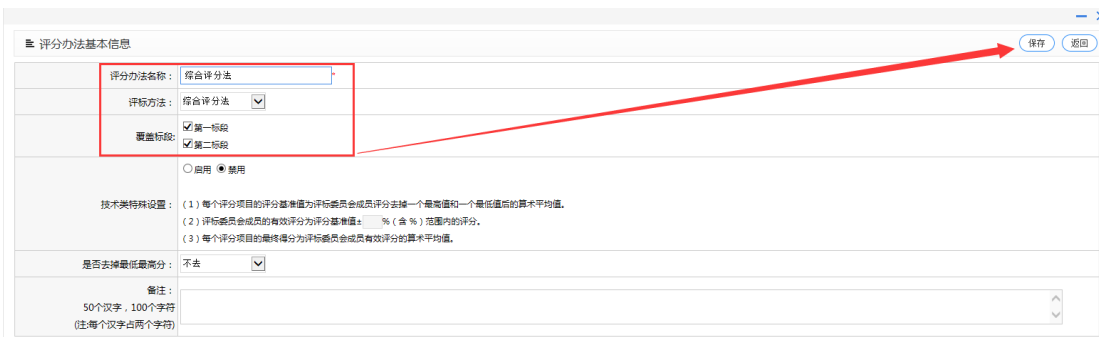 评分办法基本信息
保存
返回
评分办法名称：
综合评分法
*
评标方法：
综合评分法
覆盖标段:
第一标段
第二标段
启用
禁用
技术类特殊设置：
(1)每个评分项目的评分基准值为评标委员会成员评分去掉一个最高值和一个最低值后的算术平均值。
(2)评标委员会成员的有效评分为评分基准值± %(含 %)范围内的评分。
(3)每个评分项目的最终得分为评标委员会成员有效评分的算术平均值。
是否去掉最低最高分：
不去
备注：
50个汉字，100个字符
(注:每个汉字占两个字符)